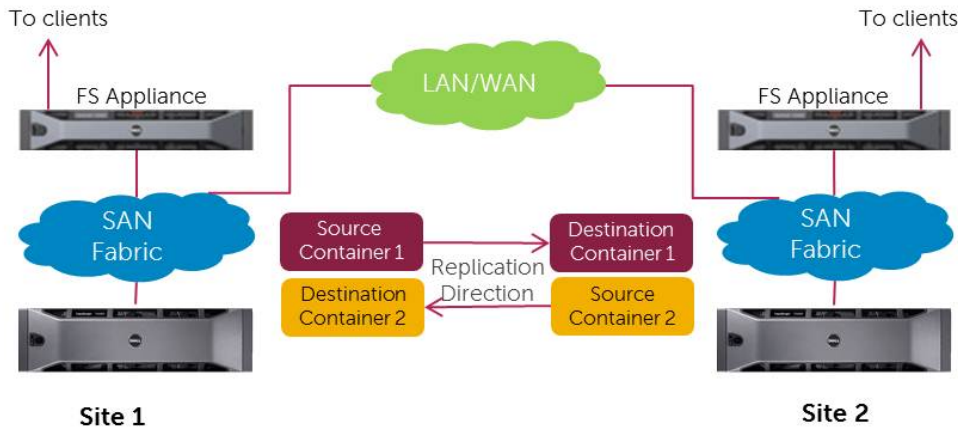 To clients
To clients
FS Appliance
LAN/WAN
FS Appliance
SAN
Fabric
Source
Container 1
Destination
Container 1
SAN
Fabric
Replication
Direction
Destination
Container 2
Source
Container 2
Site 1
Site 2